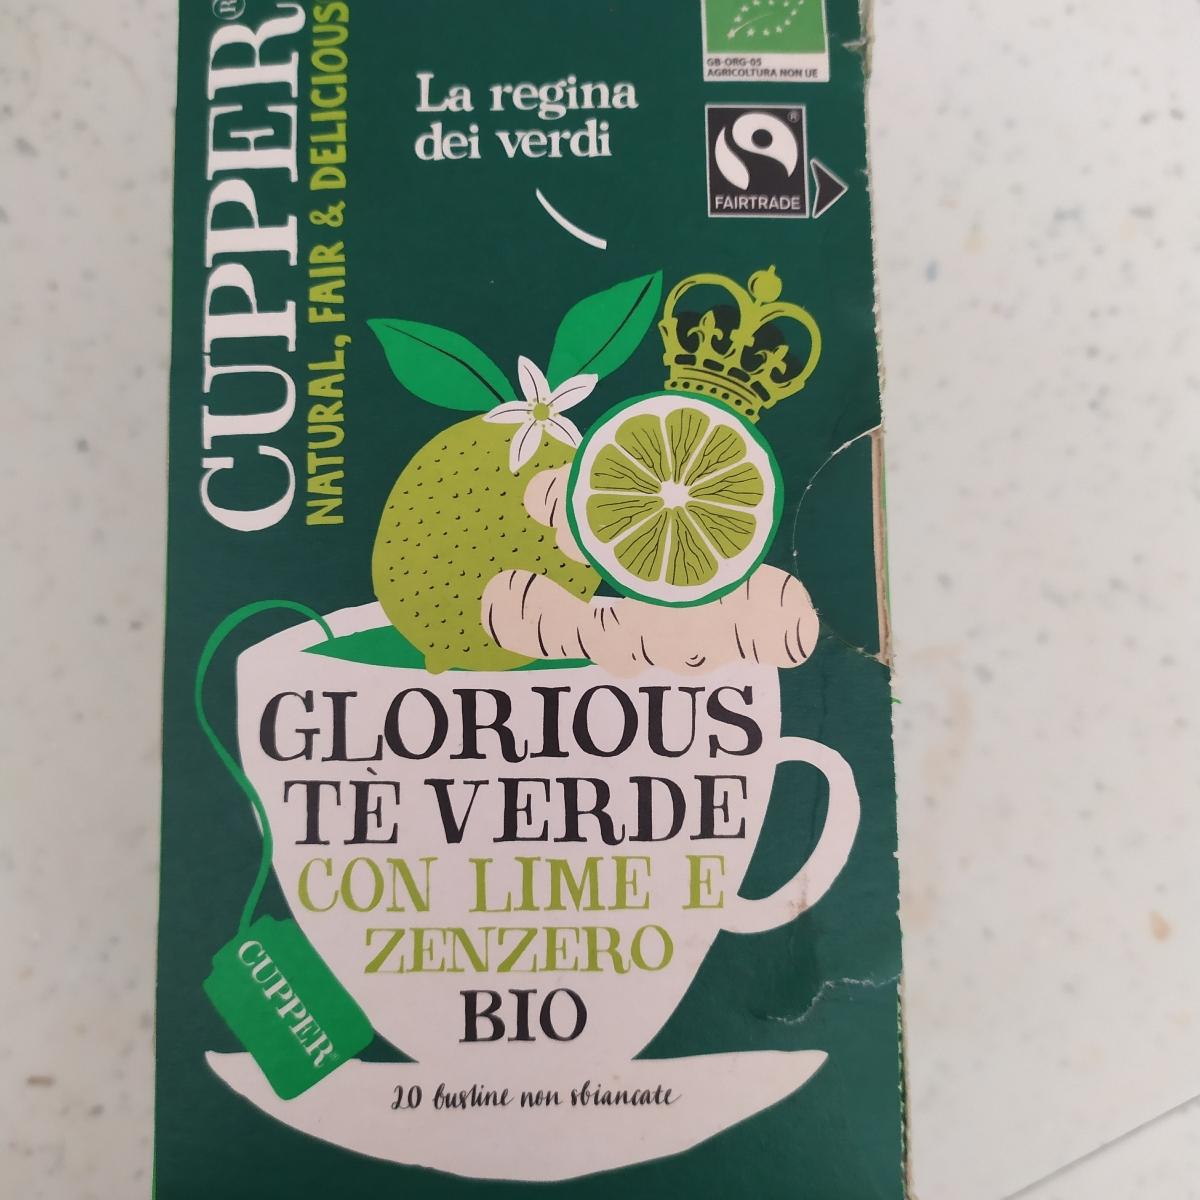 CUPPER®
NATURAL, FAIR & DELICIOUS
La regina
dei verdi
GB-ORG-05
AGRICOLTURA NON UE
®
FAIRTRADE
GLORIOUS
TÈ VERDE
CON LIME E
ZENZERO
BIO
CUPPER®
20 bustine non sbiancate